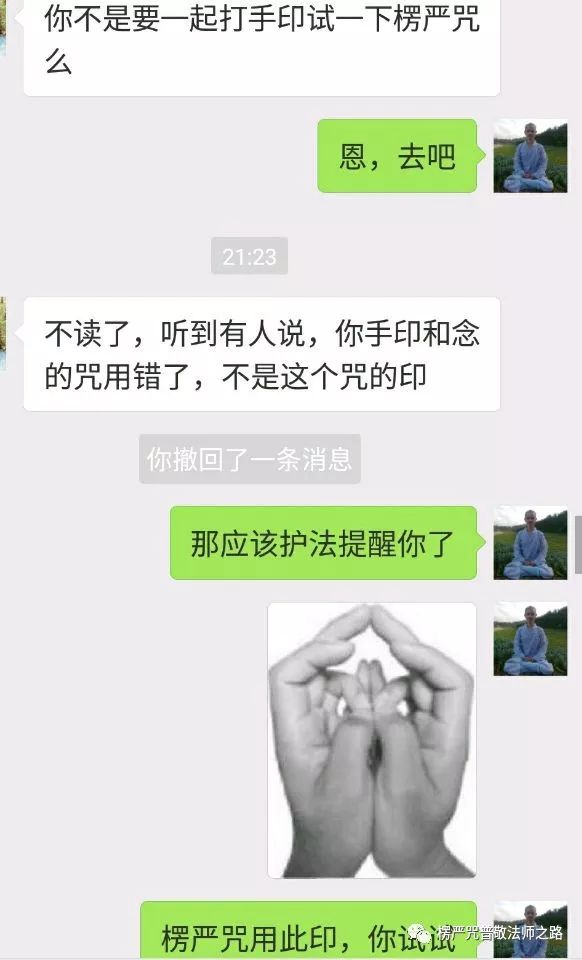 你不是要一起打手印试一下楞严咒
么
恩，去吧
21:23
不读了，听到有人说，你手印和念
的咒用错了，不是这个咒的印
你撤回了一条消息
那应该护法提醒你了
楞严咒用此印，你试试
楞严咒普敬法师之路